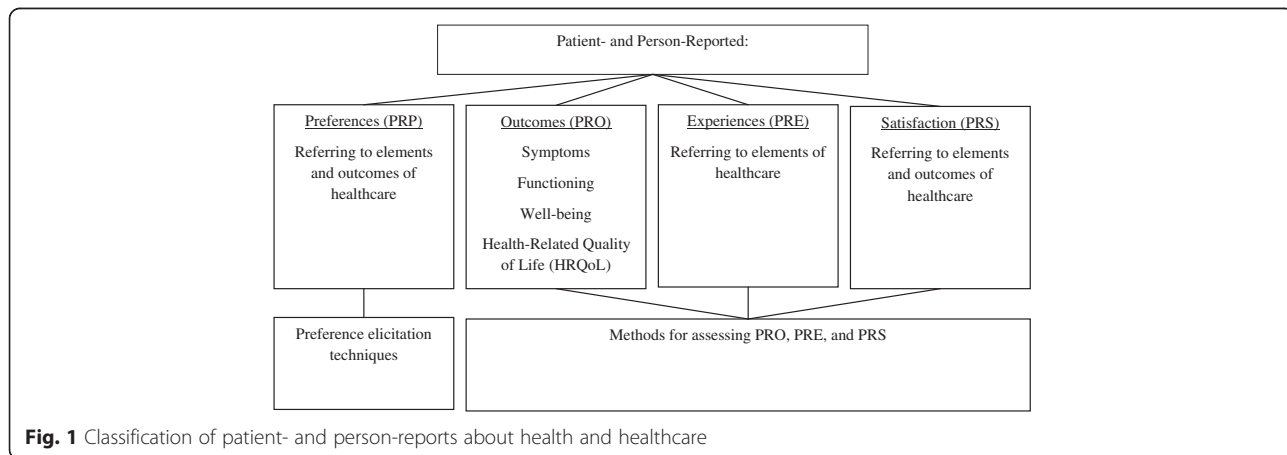 Patient- and Person-Reported:
Preferences (PRP)
Referring to elements
and outcomes of
healthcare
Outcomes (PRO)
Symptoms
Functioning
Well-being
Health-Related Quality
of Life (HRQoL)
Experiences (PRE)
Referring to elements of
healthcare
Satisfaction (PRS)
Referring to elements
and outcomes of
healthcare
Preference elicitation
techniques
Methods for assessing PRO, PRE, and PRS
Fig. 1 Classification of patient- and person-reports about health and healthcare